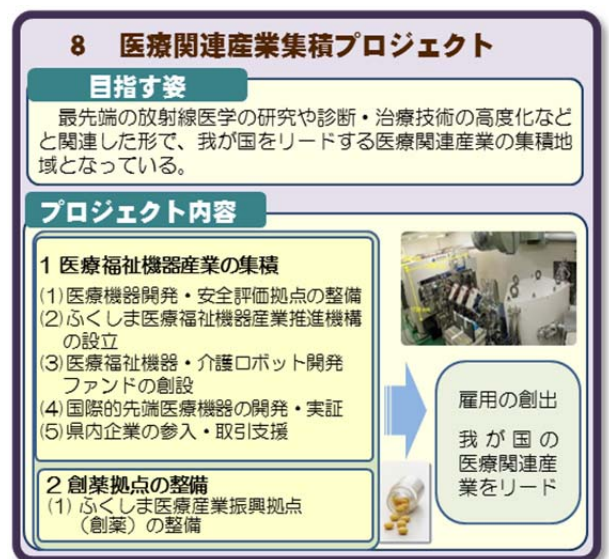 8 医療関連産業集積プロジェクト
目指す姿
最先端の放射線医学の研究や診断・治療技術の高度化など
と関連した形で、我が国をリードする医療関連産業の集積地
域となっている。
プロジェクト内容
1 医療福祉機器産業の集積
(1)医療機器開発・安全評価拠点の整備
(2)ふくしま医療福祉機器産業推進機構
の設立
(3)医療福祉機器・介護ロボット開発
ファンドの創設
(4)国際的先端医療機器の開発・実証
(5)県内企業の参入・取引支援
2 創薬拠点の整備
(1) ふくしま医療産業振興拠点
(創薬)の整備
雇用の創出
我が国の
医療関連産
業をリード